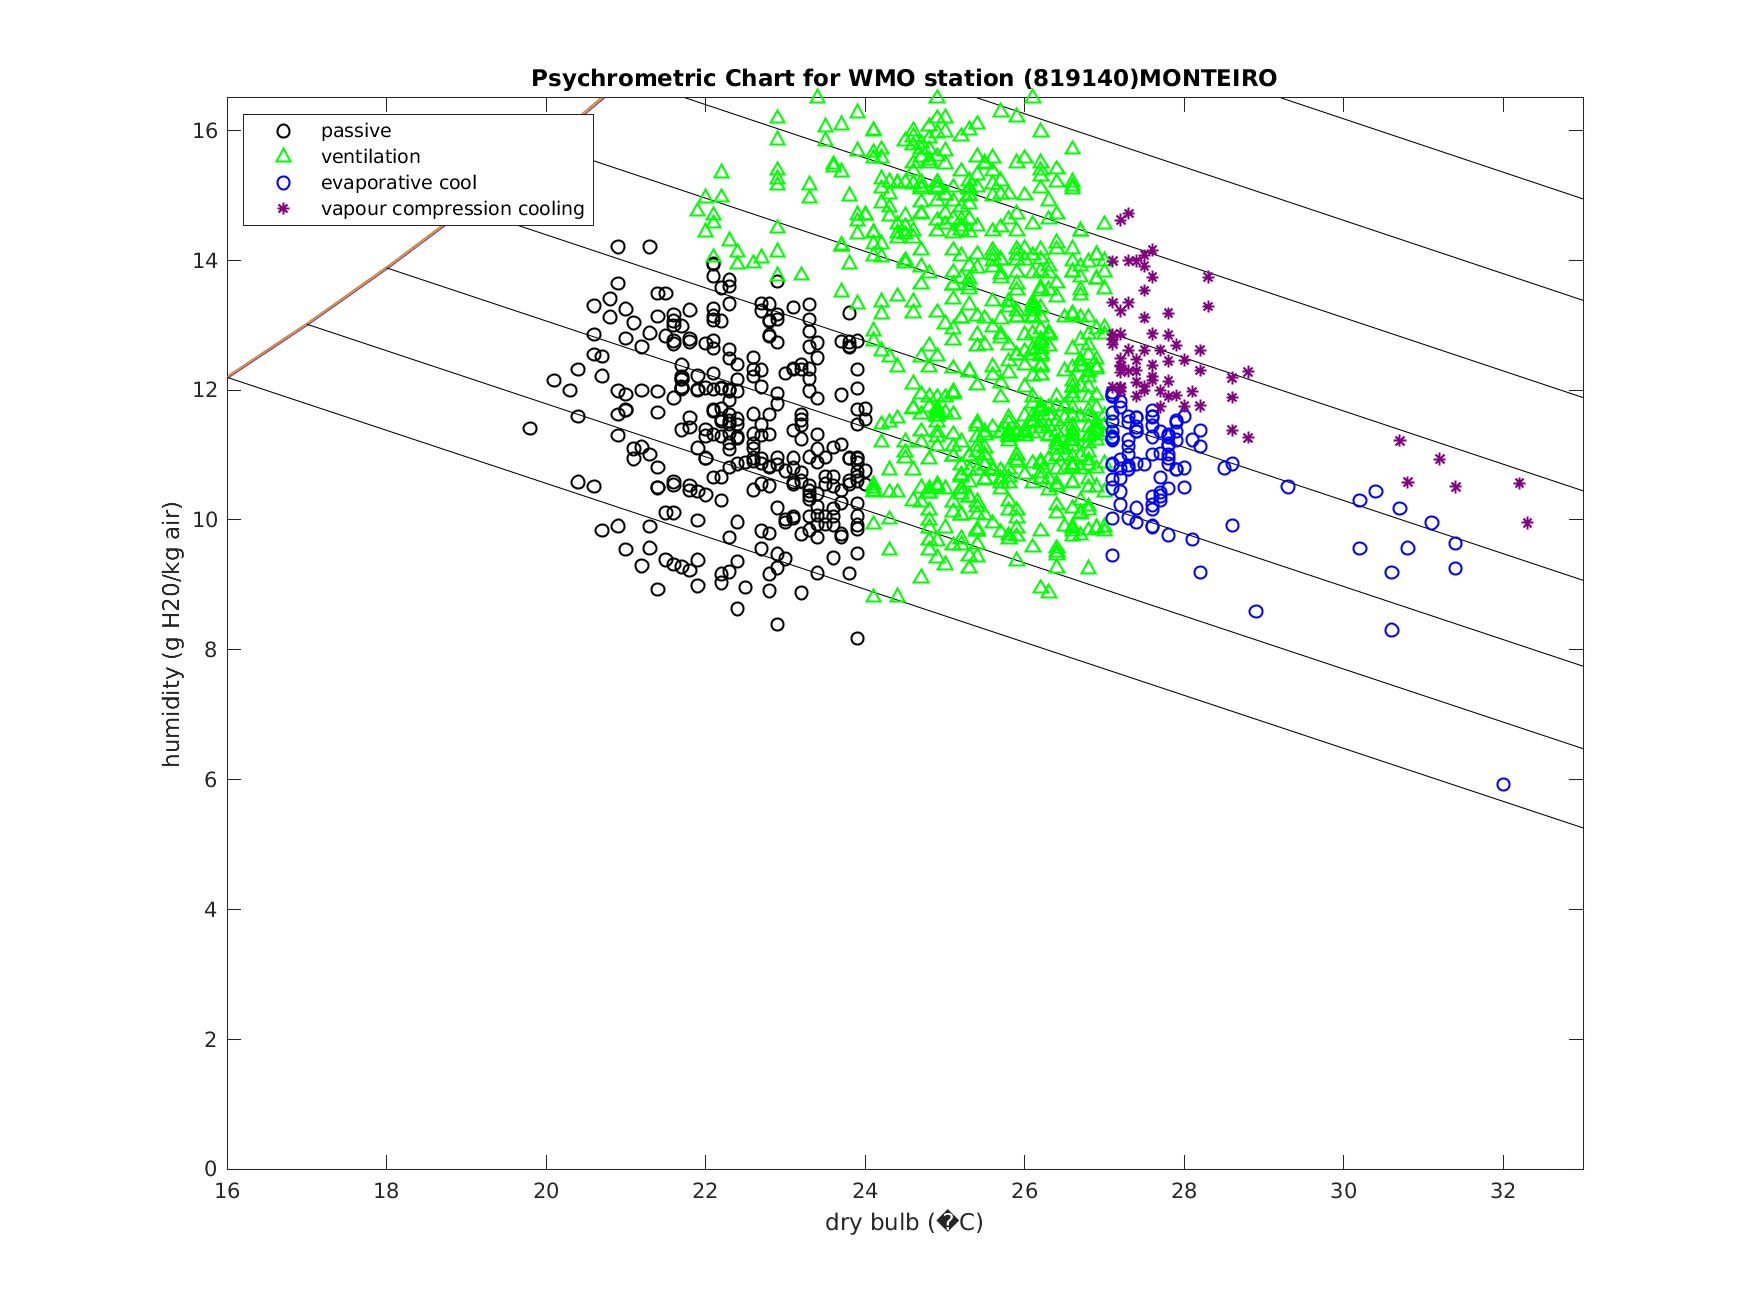 Psychrometric Chart for WMO station (819140)MONTEIRO
passive
ventilation
evaporative cool
vapour compression cooling
humidity (g H20/kg air)
16
14
12
10
8
6
4
2
0
16 18 20 22 24 26 28 30 32
dry bulb (�C)